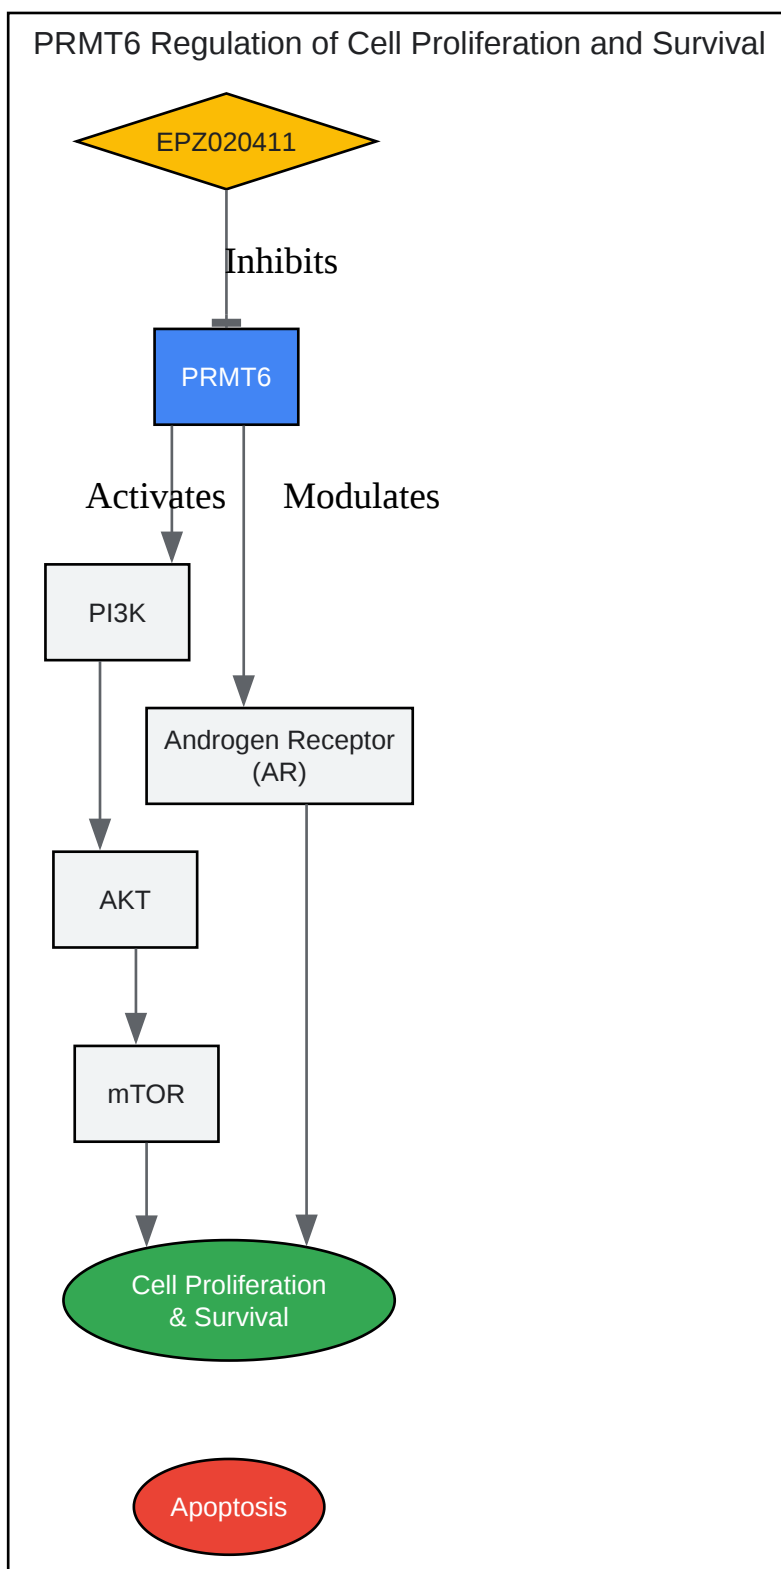 PRMT6 Regulation of Cell Proliferation and Survival
EPZ020411
Inhibits
PRMT6
Activates
Modulates
PI3K
Androgen Receptor
(AR)
AKT
mTOR
Cell Proliferation
& Survival
Apoptosis